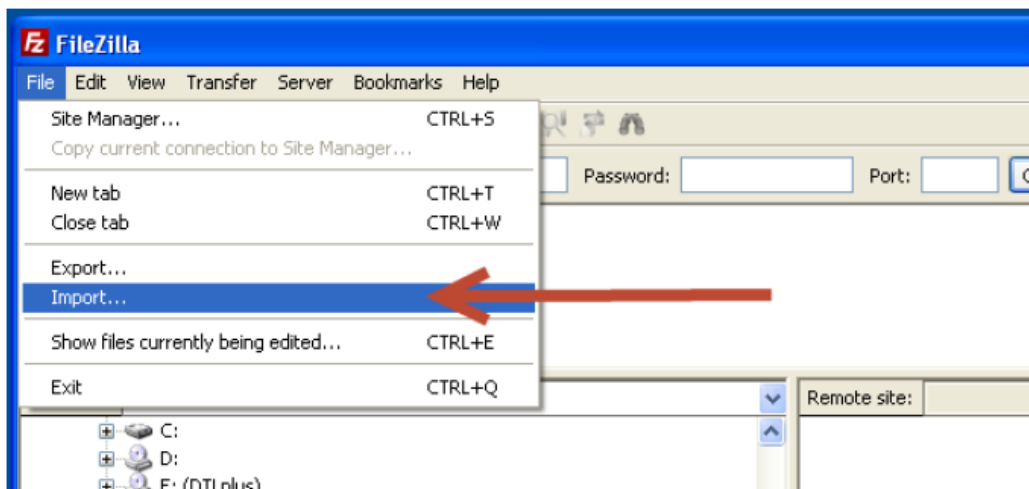 FileZilla
File Edit View Transfer Server Bookmarks Help
Site Manager... CTRL+S
Copy current connection to Site Manager...
Password: Port:
New tab CTRL+T
Close tab CTRL+W
Export...
Import...
Show files currently being edited... CTRL+E
Exit CTRL+Q
Remote site:
C:
D:
E: (DTI plus)